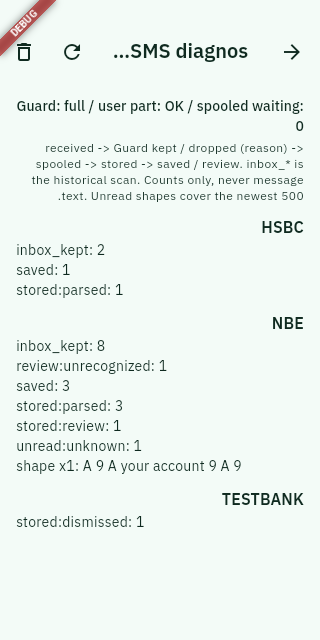 DEBUG
...SMS diagnos
Guard: full / user part: OK / spooled waiting:
0
received -> Guard kept / dropped (reason) ->
spooled -> stored -> saved / review. inbox_* is
the historical scan. Counts only, never message
.text. Unread shapes cover the newest 500
HSBC
inbox_kept: 2
saved: 1
stored:parsed: 1
NBE
inbox_kept: 8
review:unrecognized: 1
saved: 3
stored:parsed: 3
stored:review: 1
unread:unknown: 1
shape x1: A 9 A your account 9 A 9
TESTBANK
stored:dismissed: 1